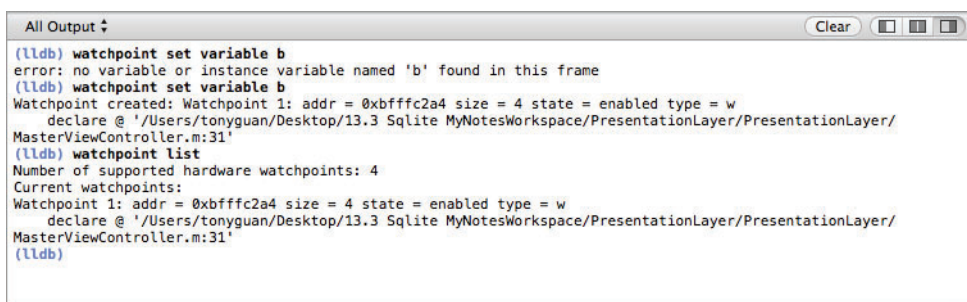 All Output
Clear
(lldb) watchpoint set variable b
error: no variable or instance variable named 'b' found in this frame
(lldb) watchpoint set variable b
Watchpoint created: Watchpoint 1: addr = 0xbfffc2a4 size = 4 state = enabled type = w
    declare @ '/Users/tonyguan/Desktop/13.3 Sqlite MyNotesWorkspace/PresentationLayer/PresentationLayer/
MasterViewController.m:31'
(lldb) watchpoint list
Number of supported hardware watchpoints: 4
Current watchpoints:
Watchpoint 1: addr = 0xbfffc2a4 size = 4 state = enabled type = w
    declare @ '/Users/tonyguan/Desktop/13.3 Sqlite MyNotesWorkspace/PresentationLayer/PresentationLayer/
MasterViewController.m:31'
(lldb)